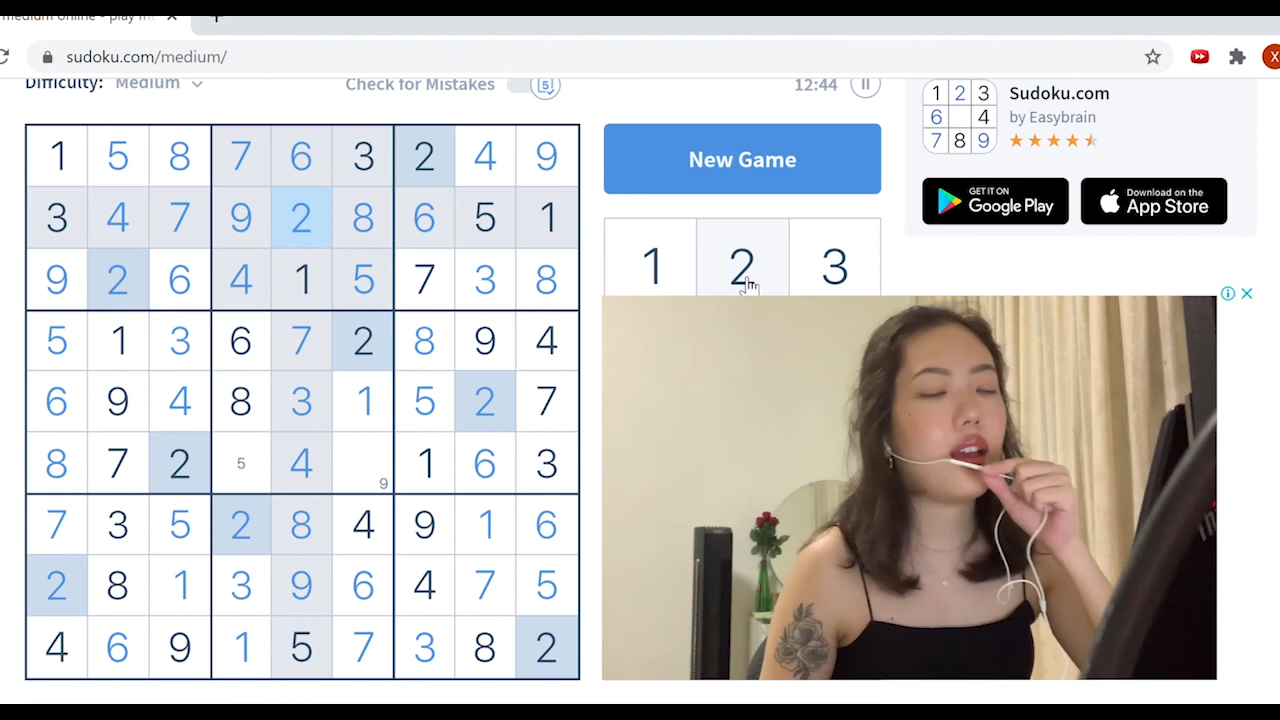 medium online - play
sudoku.com/medium/
Difficulty: Medium
Check for Mistakes
5
12:44
1 5 8 7 6 3 2 4 9
3 4 7 9 2 8 6 5 1
9 2 6 4 1 5 7 3 8
5 1 3 6 7 2 8 9 4
6 9 4 8 3 1 5 2 7
8 7 2 5 4 9 1 6 3
7 3 5 2 8 4 9 1 6
2 8 1 3 9 6 4 7 5
4 6 9 1 5 7 3 8 2
New Game
1 2 3
1 2 3
6 4
7 8 9
Sudoku.com
by Easybrain
GET IT ON
Google Play
Download on the
App Store
X